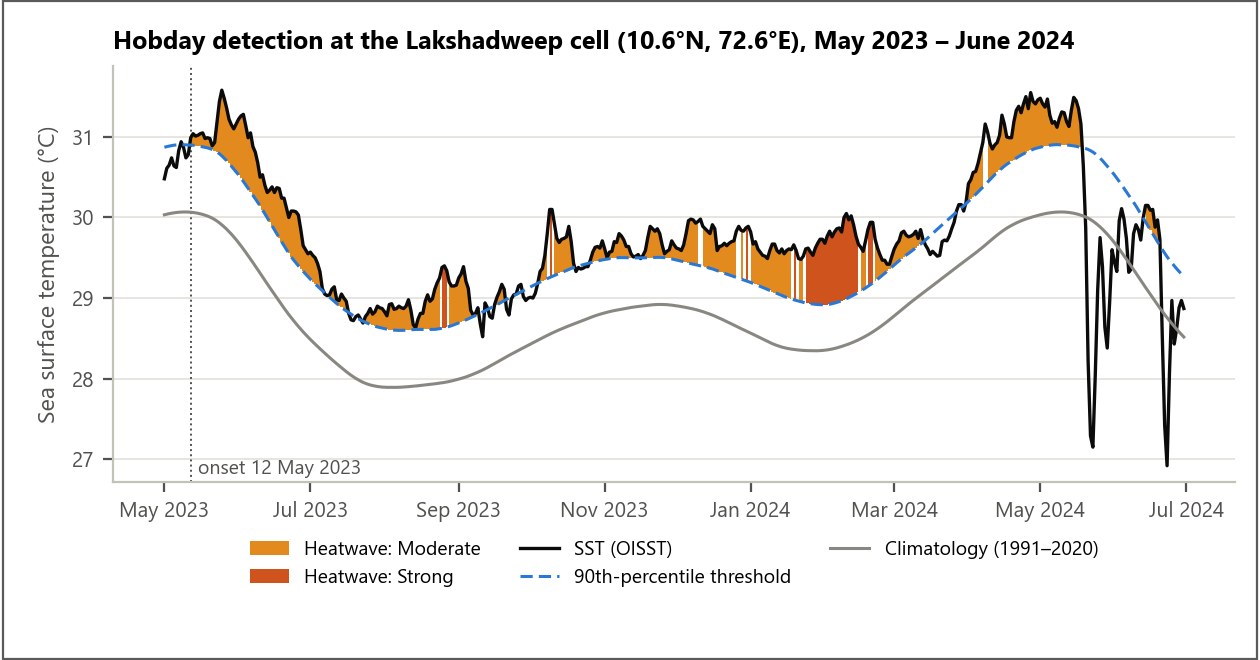 Hobday detection at the Lakshadweep cell (10.6°N, 72.6°E), May 2023 – June 2024
Sea surface temperature (°C)
31
30
29
28
27
onset 12 May 2023
May 2023 Jul 2023 Sep 2023 Nov 2023 Jan 2024 Mar 2024 May 2024 Jul 2024
Heatwave: Moderate SST (OISST) Climatology (1991–2020)
Heatwave: Strong 90th-percentile threshold